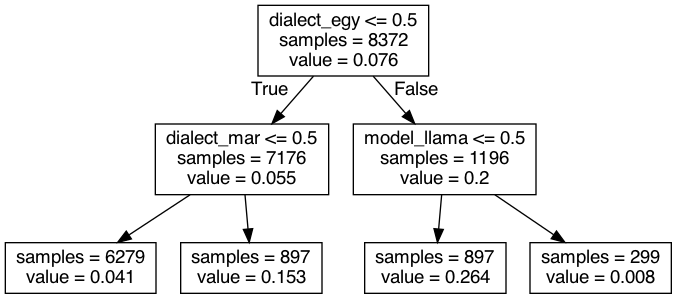 dialect_egy <= 0.5
samples = 8372
value = 0.076
True
False
dialect_mar <= 0.5
samples = 7176
value = 0.055
model_llama <= 0.5
samples = 1196
value = 0.2
samples = 6279
value = 0.041
samples = 897
value = 0.153
samples = 897
value = 0.264
samples = 299
value = 0.008